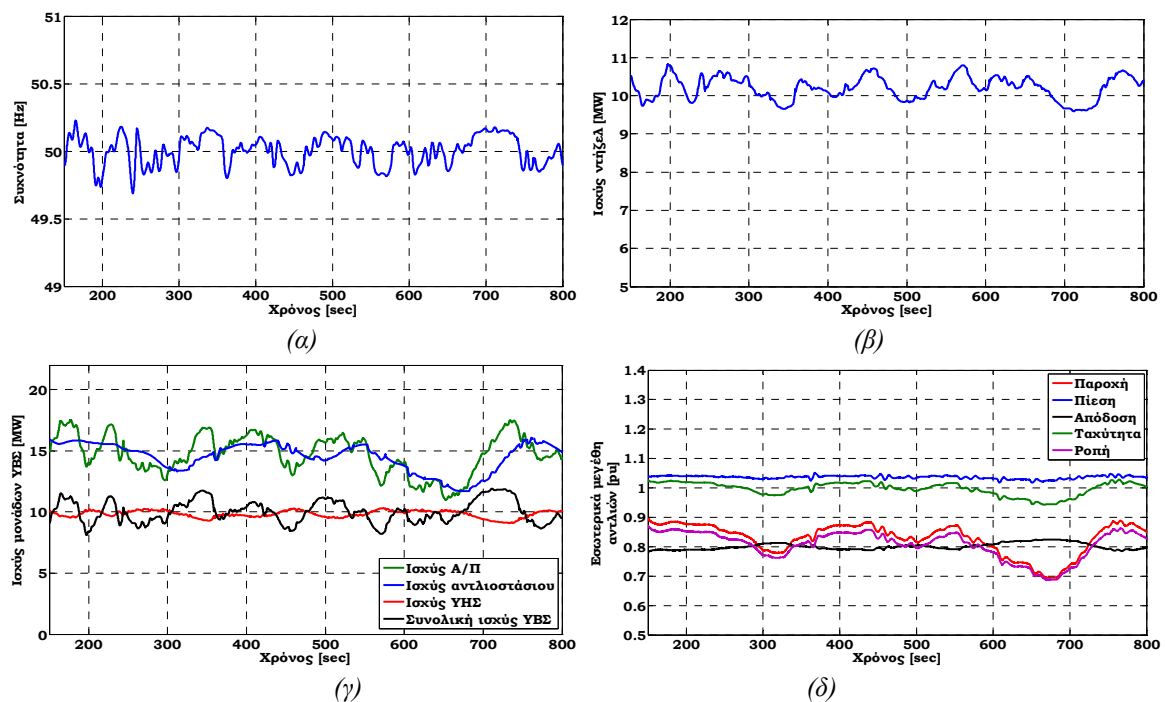 51
50.5
50
49.5
49
Συχνότητα [Hz]
200 300 400 500 600 700 800
Χρόνος [sec]
(α)
12
11
10
9
8
7
6
5
Ισχύς ντήζελ [MW]
200 300 400 500 600 700 800
Χρόνος [sec]
(β)
20
15
10
5
0
Ισχύς μονάδων ΥΒΣ [MW]
Ισχύς Α/Π
Ισχύς αντλιοστάσιου
Ισχύς ΥΗΣ
Συνολική ισχύς ΥΒΣ
200 300 400 500 600 700 800
Χρόνος [sec]
(γ)
1.4
1.3
1.2
1.1
1
0.9
0.8
0.7
0.6
0.5
Εσωτερικά μεγέθη
αντλιών [pu]
Παροχή
Πίεση
Απόδοση
Ταχύτητα
Ροπή
200 300 400 500 600 700 800
Χρόνος [sec]
(δ)